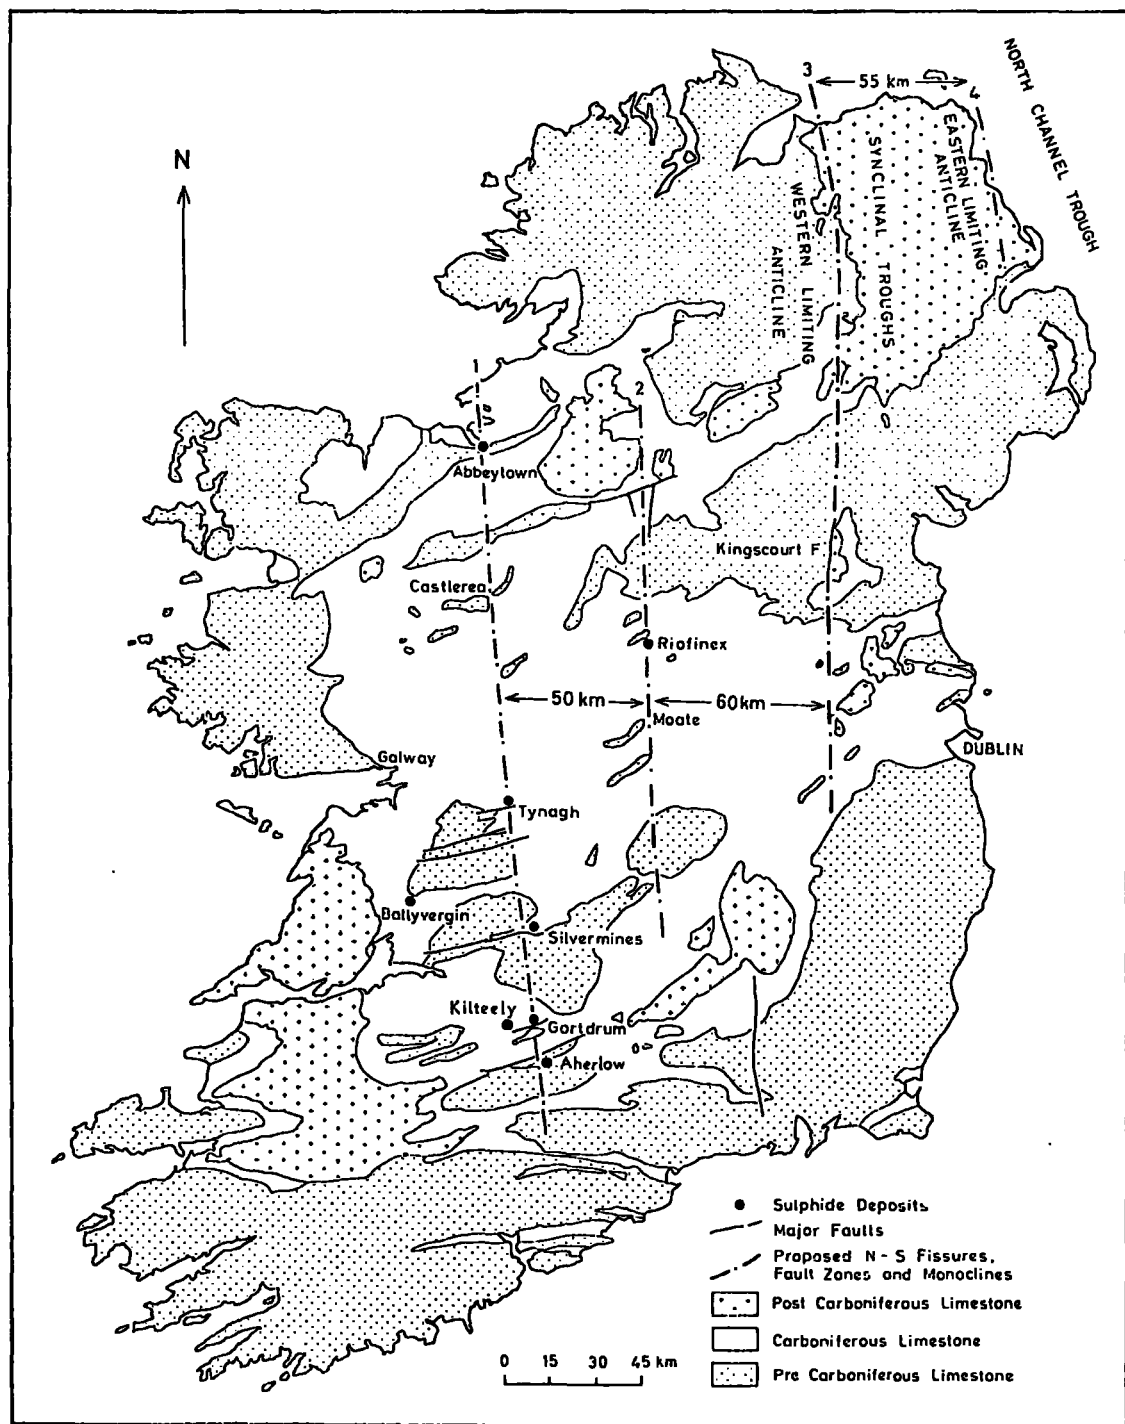 3
55 km
4
NORTH CHANNEL TROUGH
N
EASTERN LIMITING
ANTICLINE
SYNCLINAL TROUGHS
WESTERN LIMITING
ANTICLINE
2
Abbeytown
Kingscourt F
Castlerea
Riofinex
50 km
60km
Moate
DUBLIN
Galway
Tynagh
Ballyvergin
Silvermines
Kilteely
Gortdrum
Aherlow
Sulphide Deposits
Major Faults
Proposed N-S Fissures,
Fault Zones and Monoclines
Post Carboniferous Limestone
Carboniferous Limestone
Pre Carboniferous Limestone
0 15 30 45 km